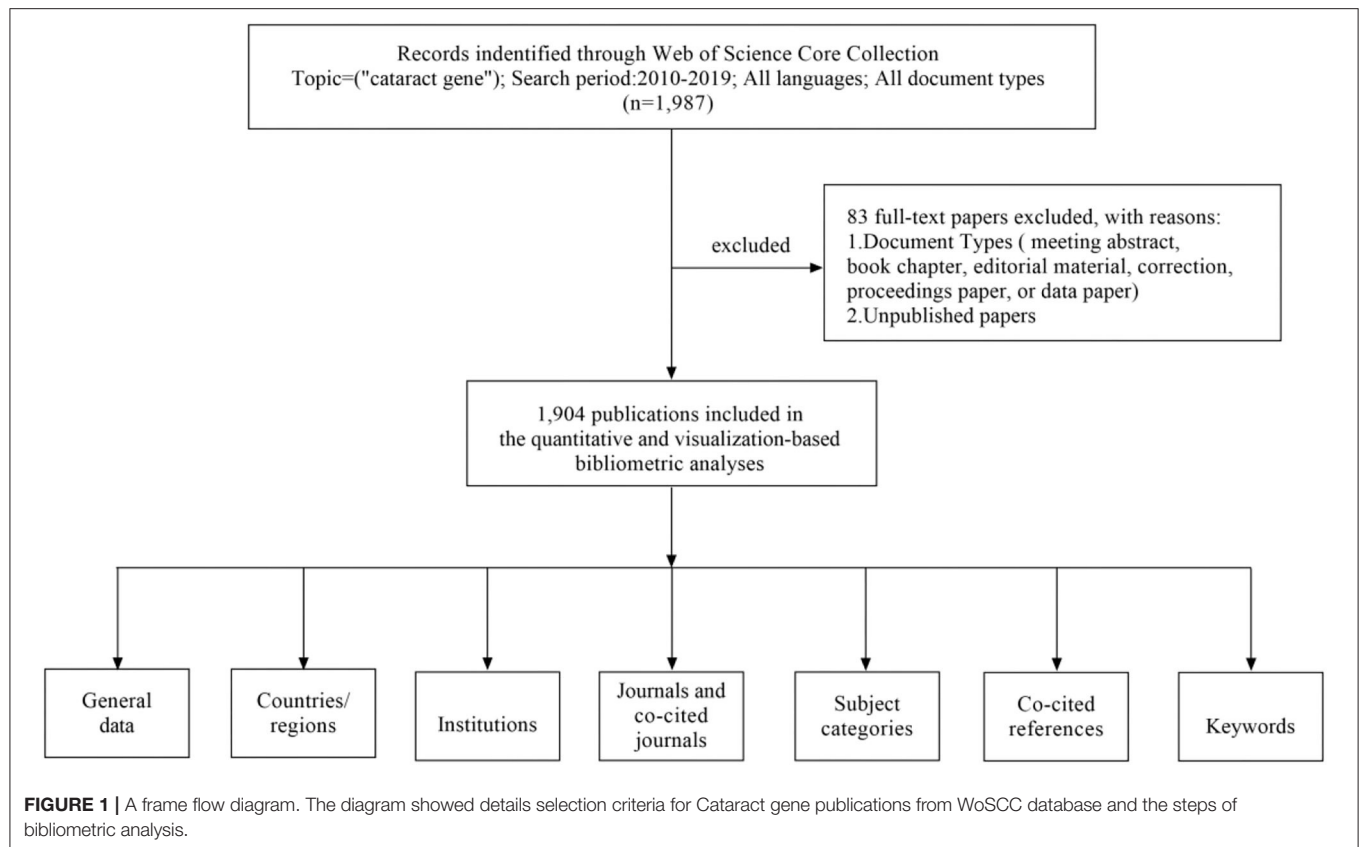 Records indentified through Web of Science Core Collection
Topic=("cataract gene"); Search period:2010-2019; All languages; All document types
(n=1,987)
excluded
83 full-text papers excluded, with reasons:
1.Document Types ( meeting abstract,
book chapter, editorial material, correction,
proceedings paper, or data paper)
2.Unpublished papers
1,904 publications included in
the quantitative and visualization-based
bibliometric analyses
General
data
Countries/
regions
Institutions
Journals and
co-cited
journals
Subject
categories
Co-cited
references
Keywords
FIGURE 1 | A frame flow diagram. The diagram showed details selection criteria for Cataract gene publications from WoSCC database and the steps of
bibliometric analysis.